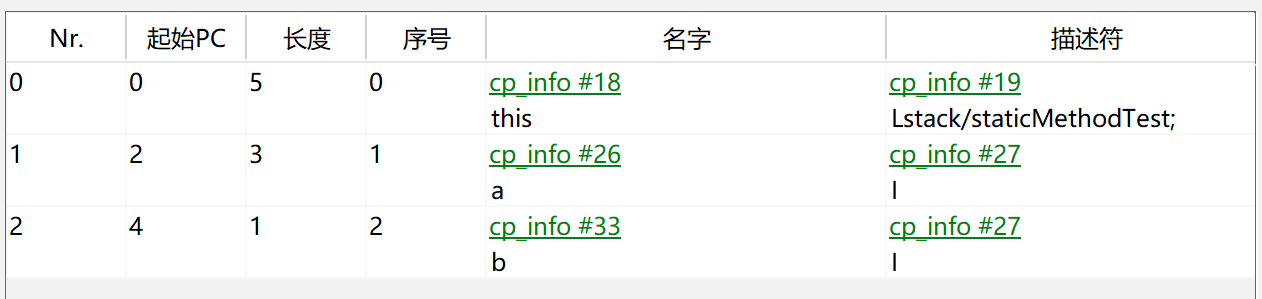 Nr. 起始PC 长度 序号 名字 描述符
0 0 5 0 cp_info #18 cp_info #19
this Lstack/staticMethodTest;
1 2 3 1 cp_info #26 cp_info #27
a I
2 4 1 2 cp_info #33 cp_info #27
b I